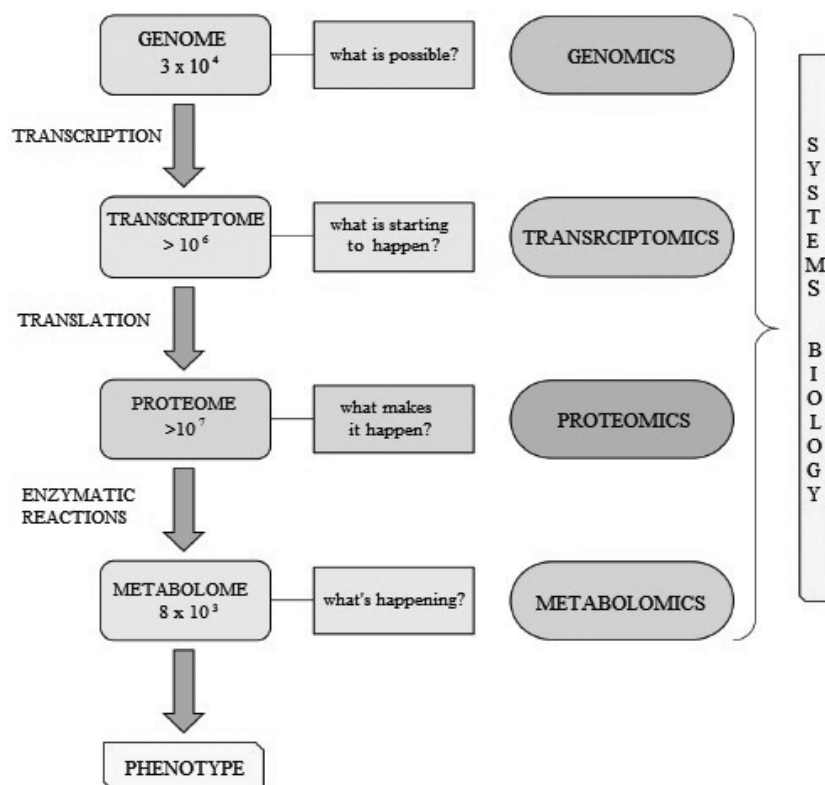 GENOME
3 x 10⁴
what is possible?
GENOMICS
TRANSCRIPTION
TRANSCRIPTOME
> 10⁶
what is starting
to happen?
TRANSRCIPTOMICS
TRANSLATION
PROTEOME
>10⁷
what makes
it happen?
PROTEOMICS
ENZYMATIC
REACTIONS
METABOLOME
8 x 10³
what's happening?
METABOLOMICS
PHENOTYPE
SYSTEMS BIOLOGY